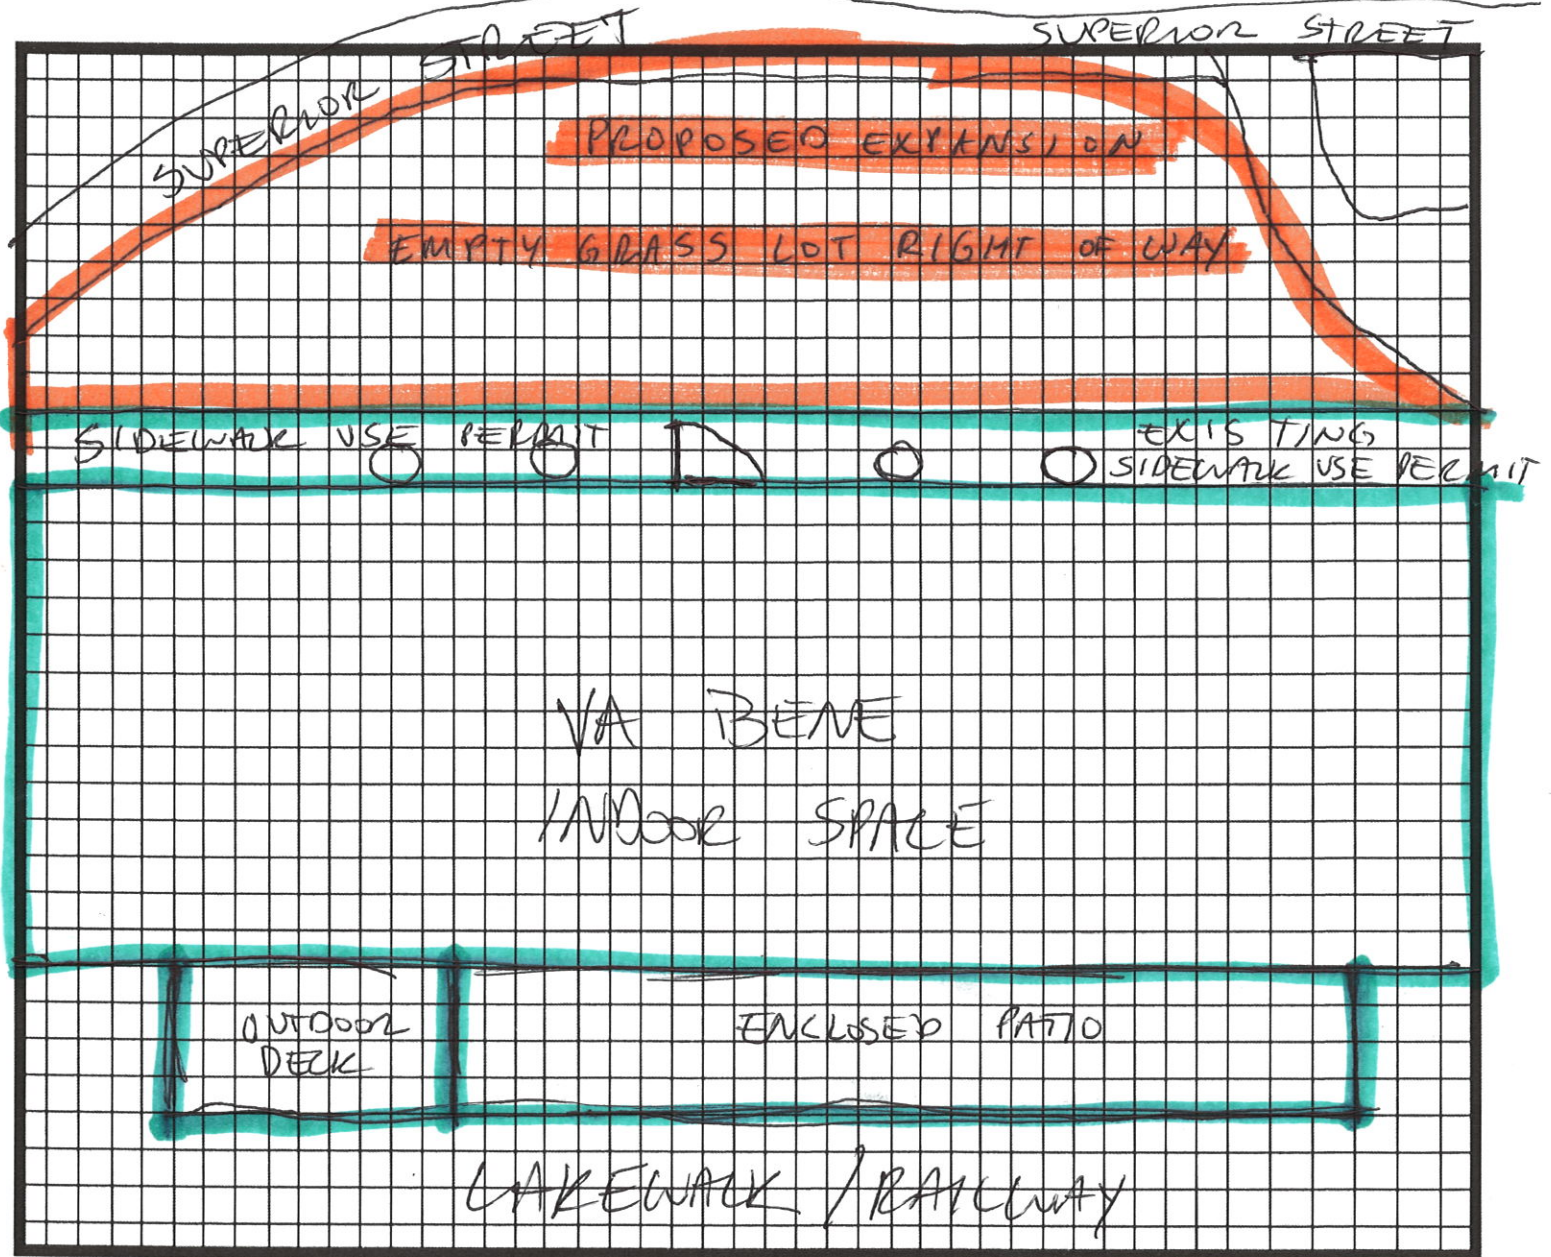 SUPERIOR STREET
SUPERIOR STREET
PROPOSED EXPANSION
EMPTY GRASS LOT RIGHT OF WAY
SIDEWALK USE PERMIT
EXISTING
SIDEWALK USE PERMIT
VA BENE
INDOOR SPACE
OUTDOOR
DECK
ENCLOSED PATIO
LAKEWALK / RAILWAY